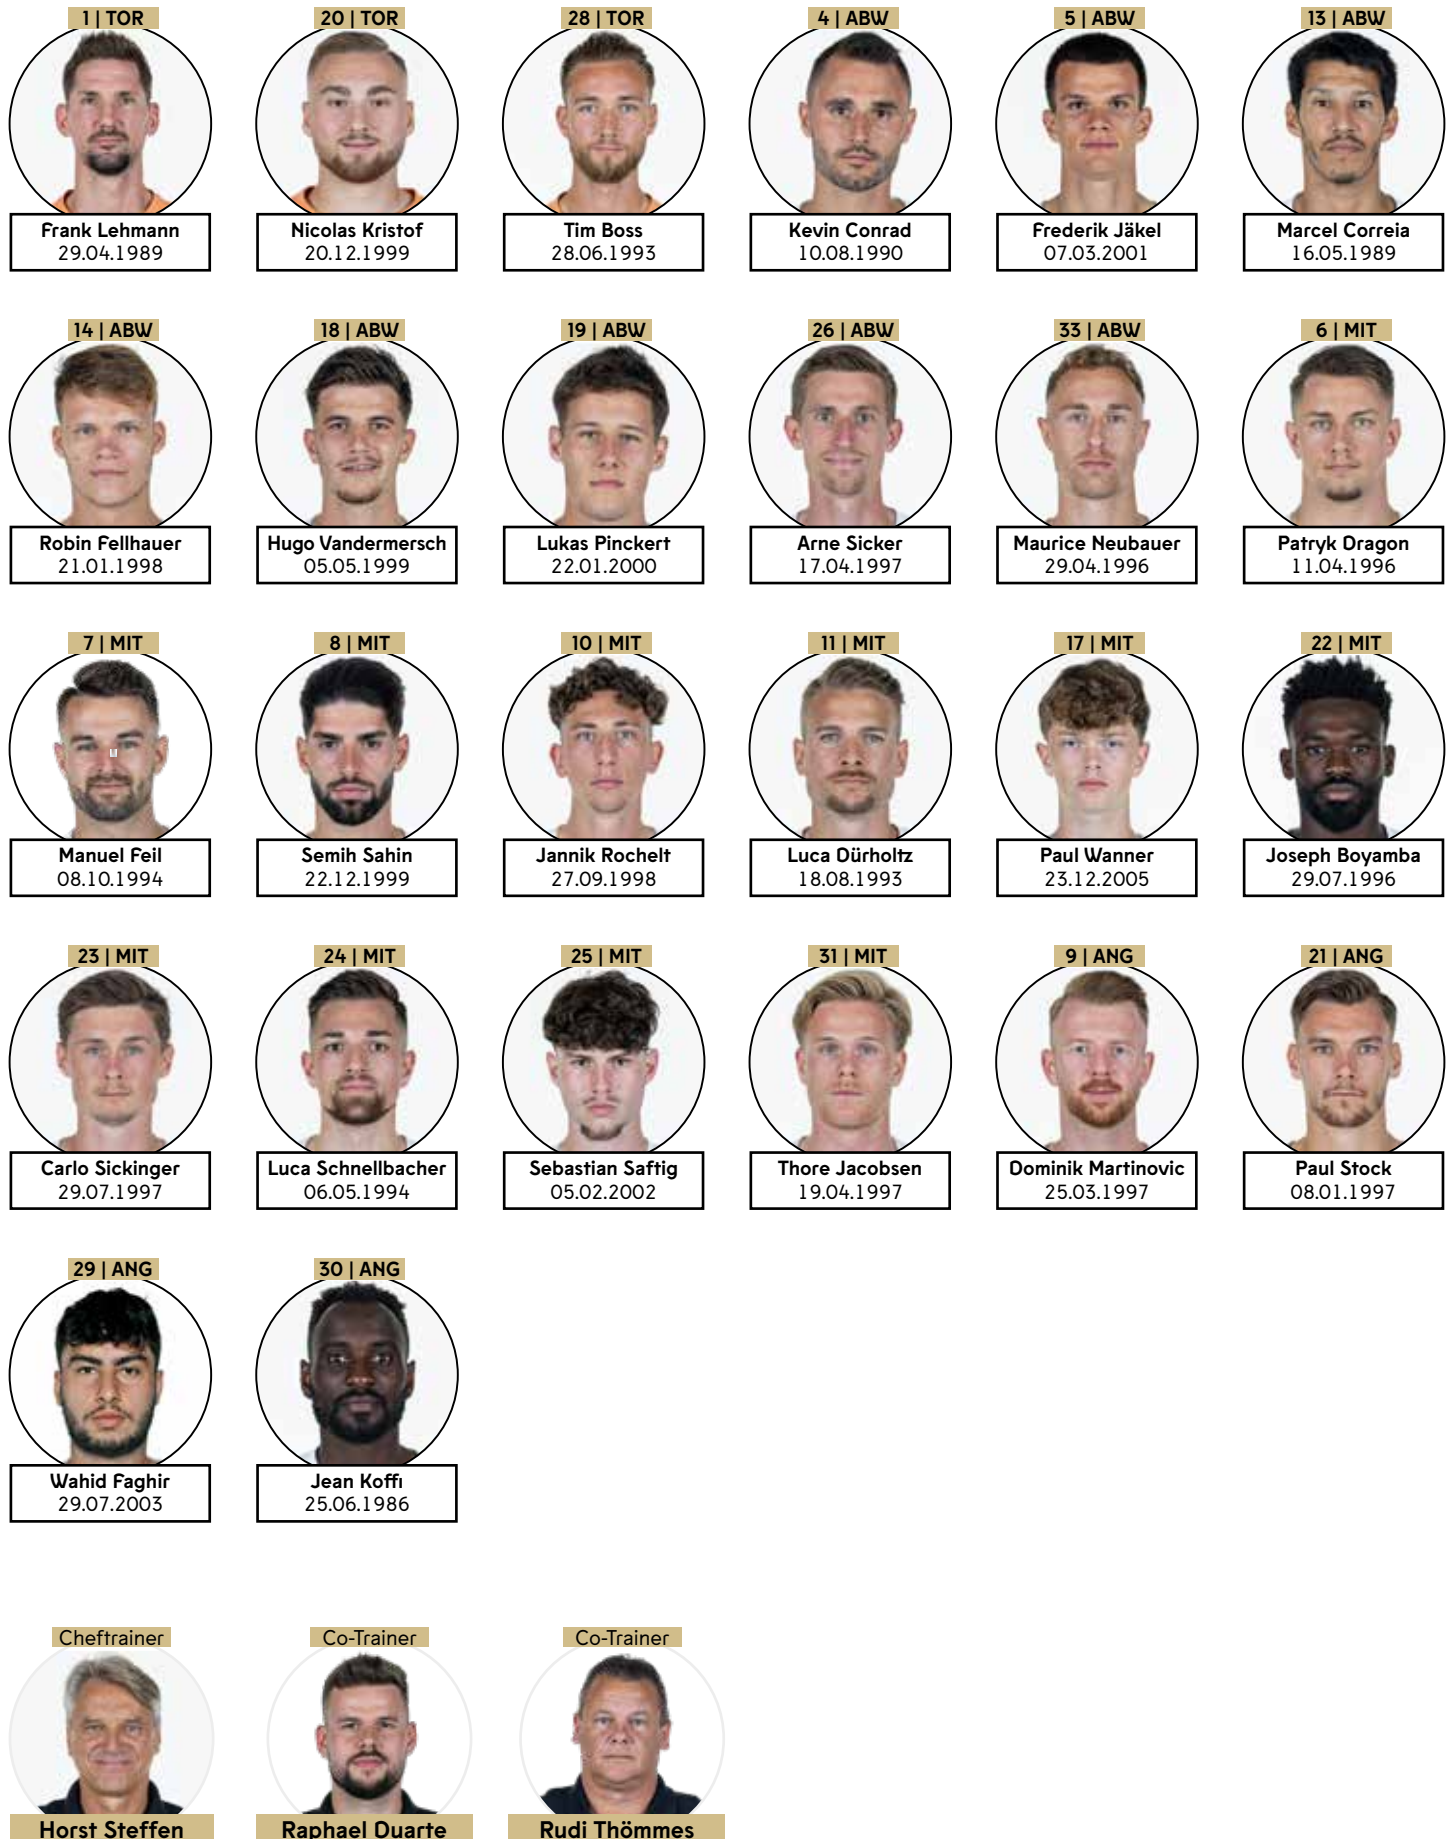 1 | TOR
20 | TOR
28 | TOR
4 | ABW
5 | ABW
13 | ABW
Frank Lehmann
29.04.1989
Nicolas Kristof
20.12.1999
Tim Boss
28.06.1993
Kevin Conrad
10.08.1990
Frederik Jäkel
07.03.2001
Marcel Correia
16.05.1989
14 | ABW
18 | ABW
19 | ABW
26 | ABW
33 | ABW
6 | MIT
Robin Fellhauer
21.01.1998
Hugo Vandermersch
05.05.1999
Lukas Pinckert
22.01.2000
Arne Sicker
17.04.1997
Maurice Neubauer
29.04.1996
Patryk Dragon
11.04.1996
7 | MIT
8 | MIT
10 | MIT
11 | MIT
17 | MIT
22 | MIT
Manuel Feil
08.10.1994
Semih Sahin
22.12.1999
Jannik Rochelt
27.09.1998
Luca Dürholtz
18.08.1993
Paul Wanner
23.12.2005
Joseph Boyamba
29.07.1996
23 | MIT
24 | MIT
25 | MIT
31 | MIT
9 | ANG
21 | ANG
Carlo Sickinger
29.07.1997
Luca Schnellbacher
06.05.1994
Sebastian Saftig
05.02.2002
Thore Jacobsen
19.04.1997
Dominik Martinovic
25.03.1997
Paul Stock
08.01.1997
29 | ANG
30 | ANG
Wahid Faghir
29.07.2003
Jean Koffi
25.06.1986
Cheftrainer
Co-Trainer
Co-Trainer
Horst Steffen
Raphael Duarte
Rudi Thömmes